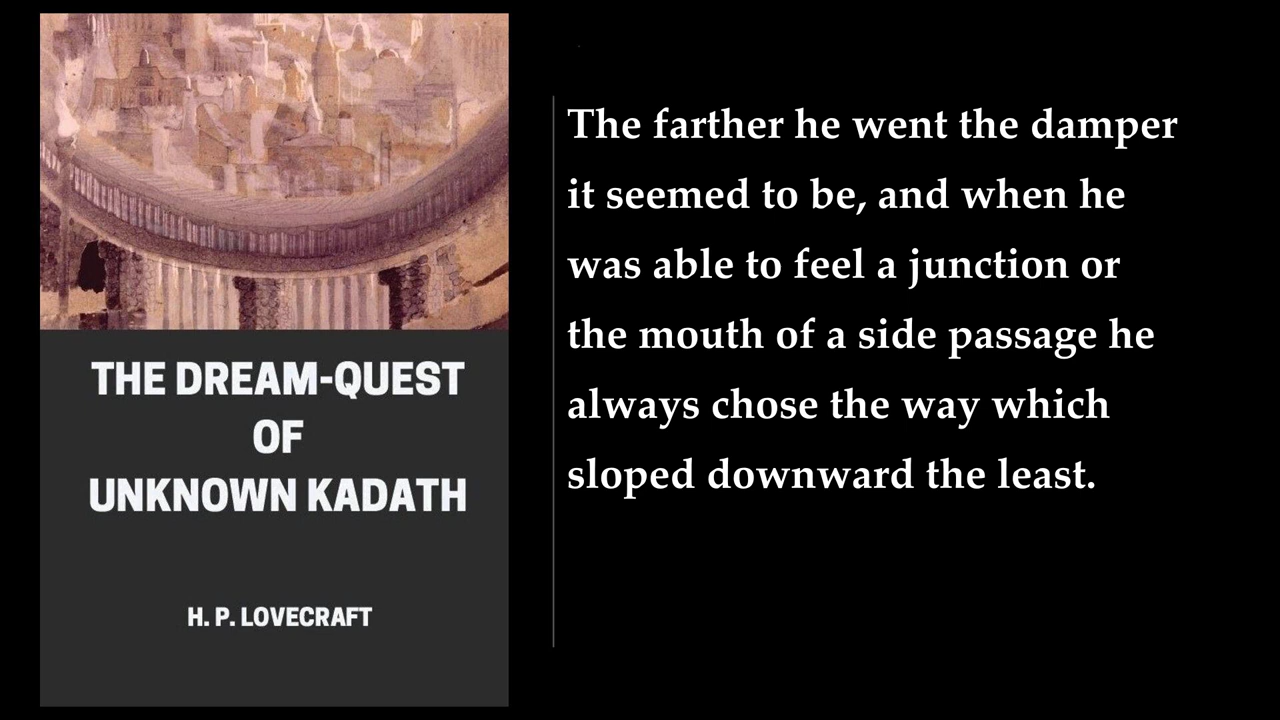 THE DREAM-QUEST
OF
UNKNOWN KADATH
H. P. LOVECRAFT
The farther he went the damper
it seemed to be, and when he
was able to feel a junction or
the mouth of a side passage he
always chose the way which
sloped downward the least.